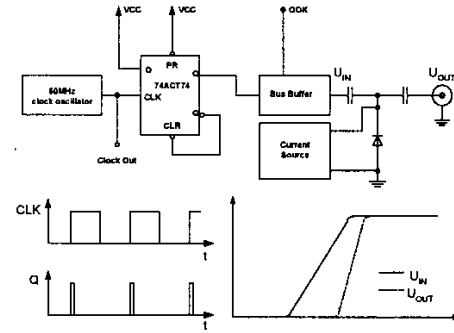 VCC
VCC
OOK
PR
74ACT74
D
50MHz
clock oscillator
CLK
CLR
Bus Buffer
U_IN
U_OUT
Clock Out
Current
Source
CLK
t
Q
t
U_IN
U_OUT